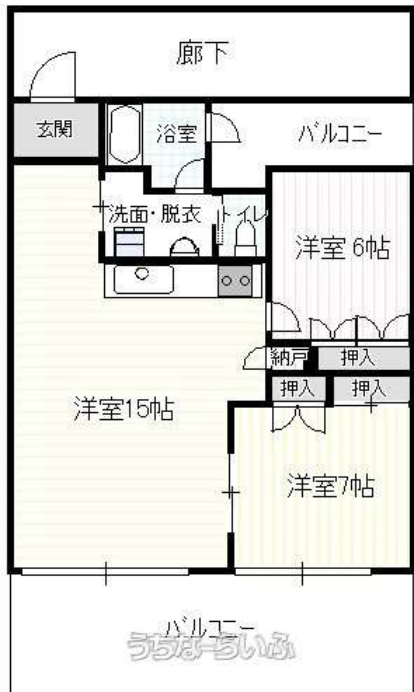 廊下
玄関
浴室
バルコニー
洗面・脱衣
トイレ
洋室 6帖
納戸
押入
押入
押入
洋室15帖
洋室7帖
バルコニー
うちなーらいふ